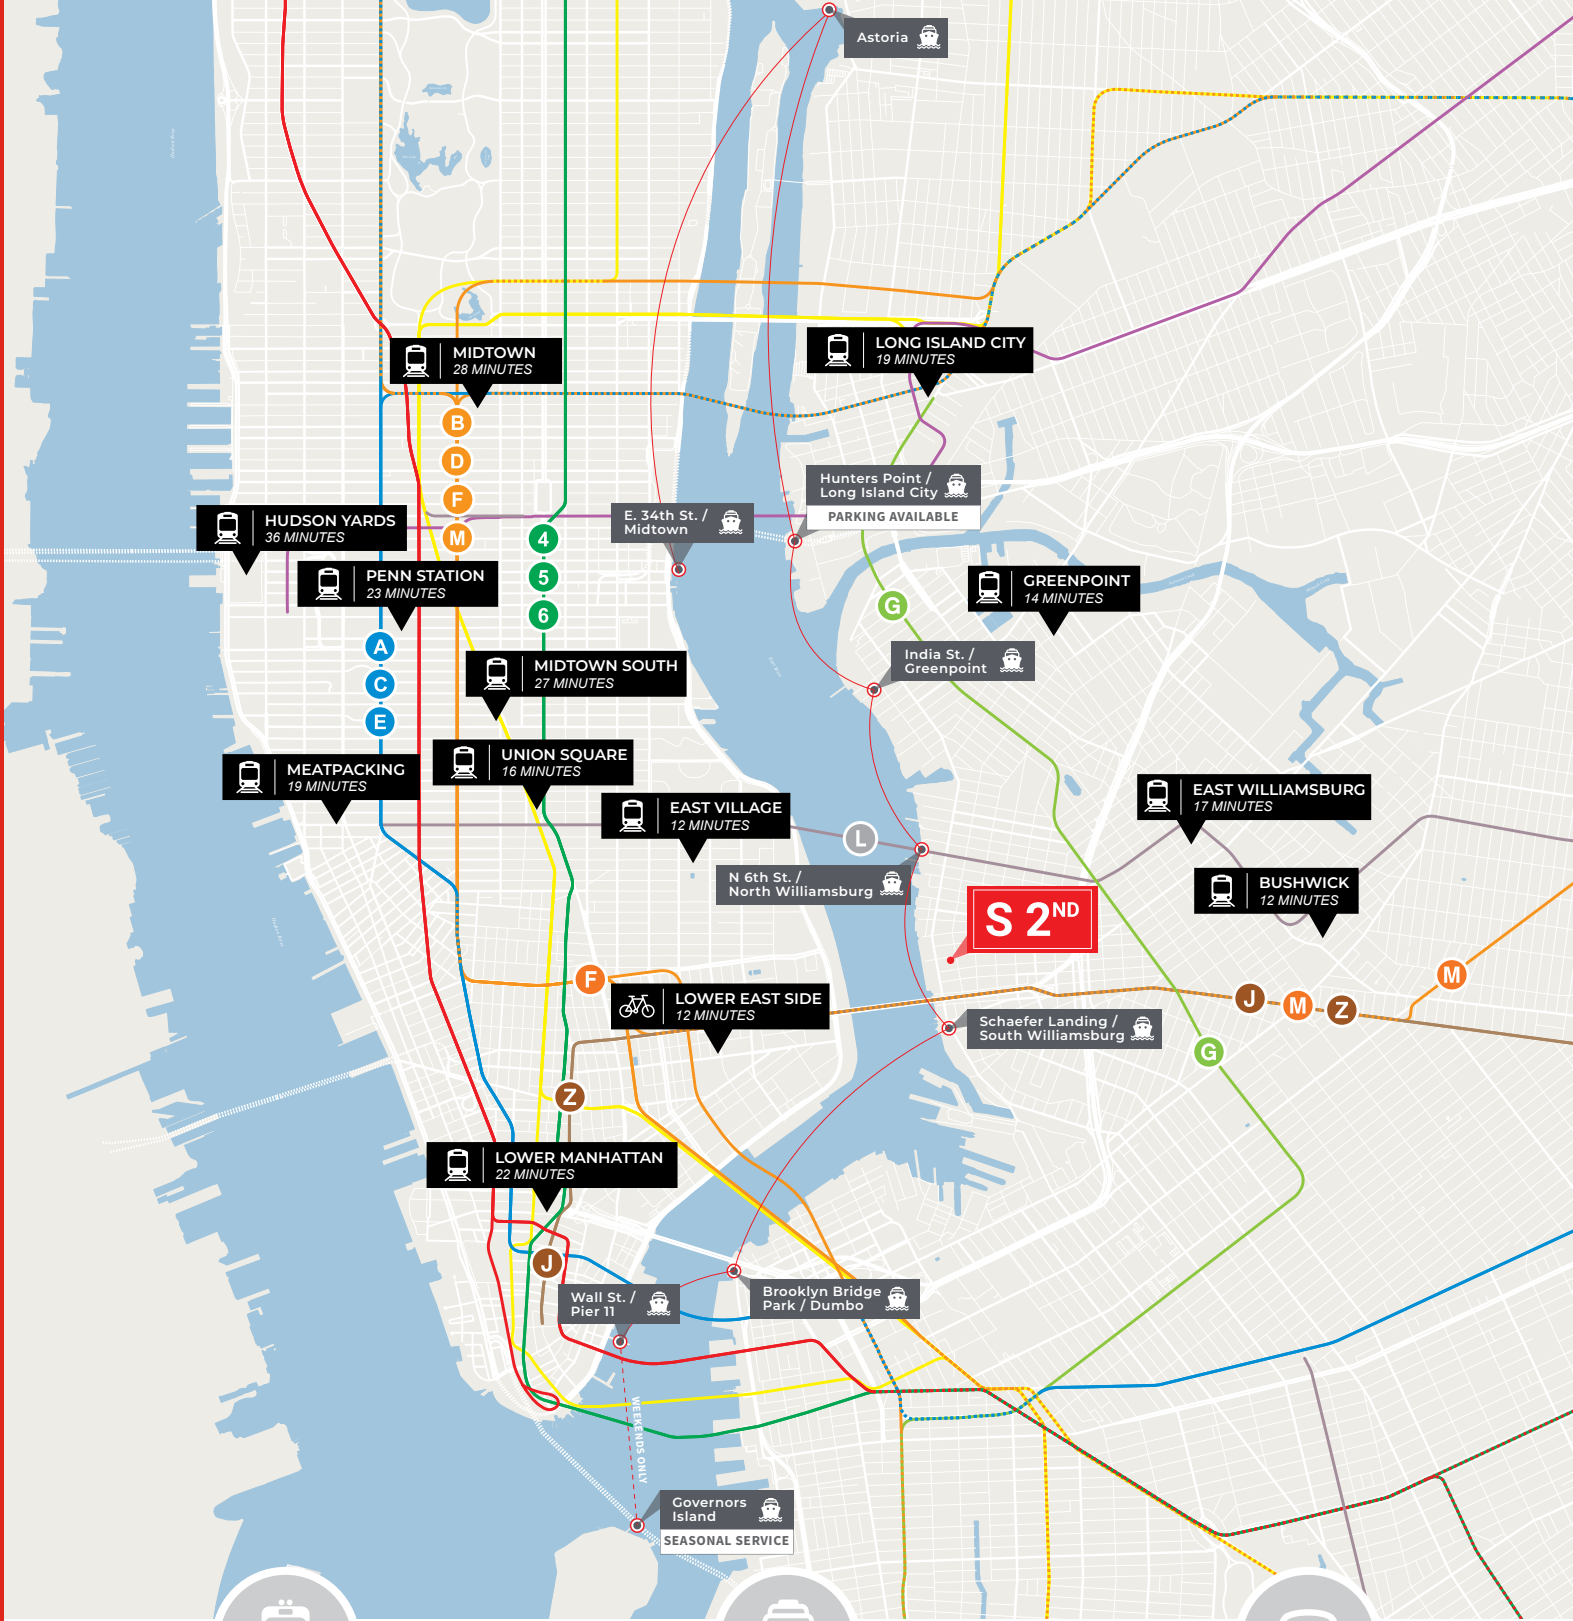 Astoria
MIDTOWN
28 MINUTES
LONG ISLAND CITY
19 MINUTES
B
D
F
M
Hunters Point /
Long Island City
PARKING AVAILABLE
E. 34th St. /
Midtown
HUDSON YARDS
36 MINUTES
4
5
6
PENN STATION
23 MINUTES
GREENPOINT
14 MINUTES
G
A
C
E
India St. /
Greenpoint
MIDTOWN SOUTH
27 MINUTES
UNION SQUARE
16 MINUTES
MEATPACKING
19 MINUTES
EAST VILLAGE
12 MINUTES
L
EAST WILLIAMSBURG
17 MINUTES
N 6th St. /
North Williamsburg
BUSHWICK
12 MINUTES
S 2ND
F
M
LOWER EAST SIDE
12 MINUTES
J
M
Z
Schaefer Landing /
South Williamsburg
G
Z
LOWER MANHATTAN
22 MINUTES
J
Wall St. /
Pier 11
Brooklyn Bridge
Park / Dumbo
WEEKENDS ONLY
Governors
Island
SEASONAL SERVICE